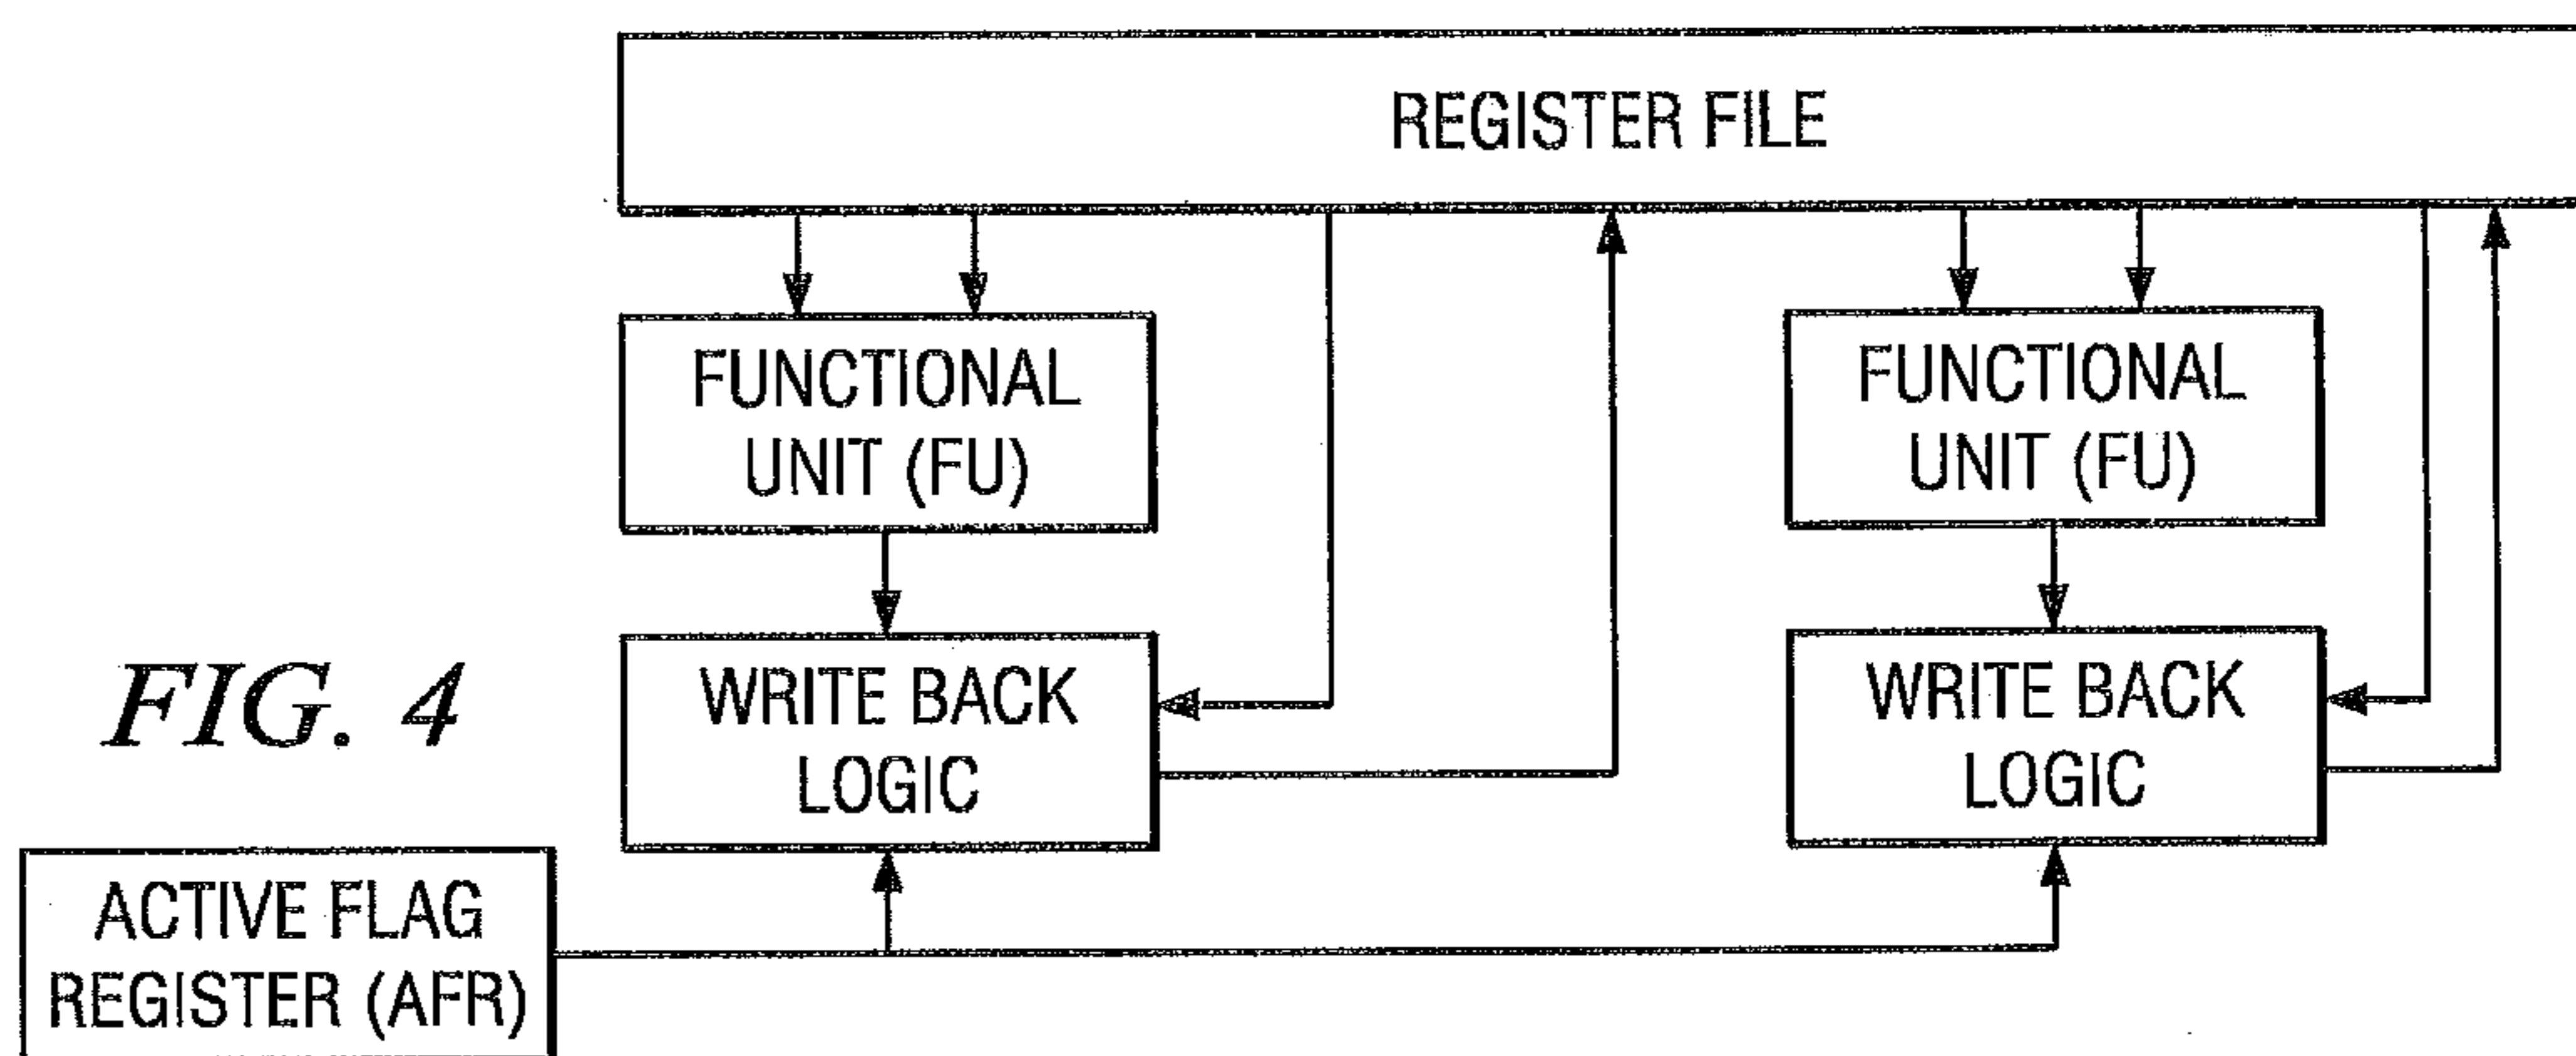 REGISTER FILE
FUNCTIONAL
UNIT (FU)
FUNCTIONAL
UNIT (FU)
WRITE BACK
LOGIC
WRITE BACK
LOGIC
FIG. 4
ACTIVE FLAG
REGISTER (AFR)